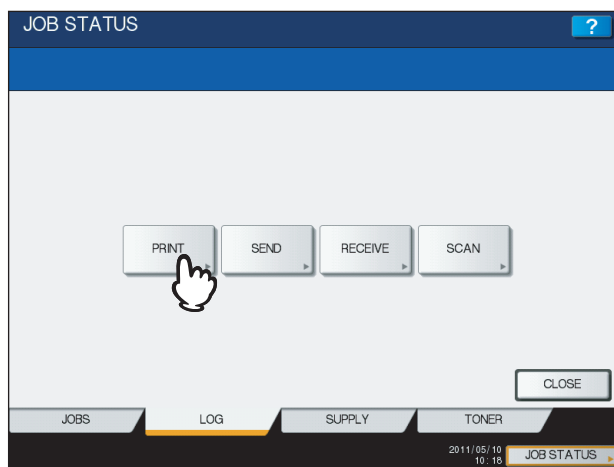 JOB STATUS
?
PRINT SEND RECEIVE SCAN
CLOSE
JOBS LOG SUPPLY TONER
2011/05/10
10:18
JOB STATUS